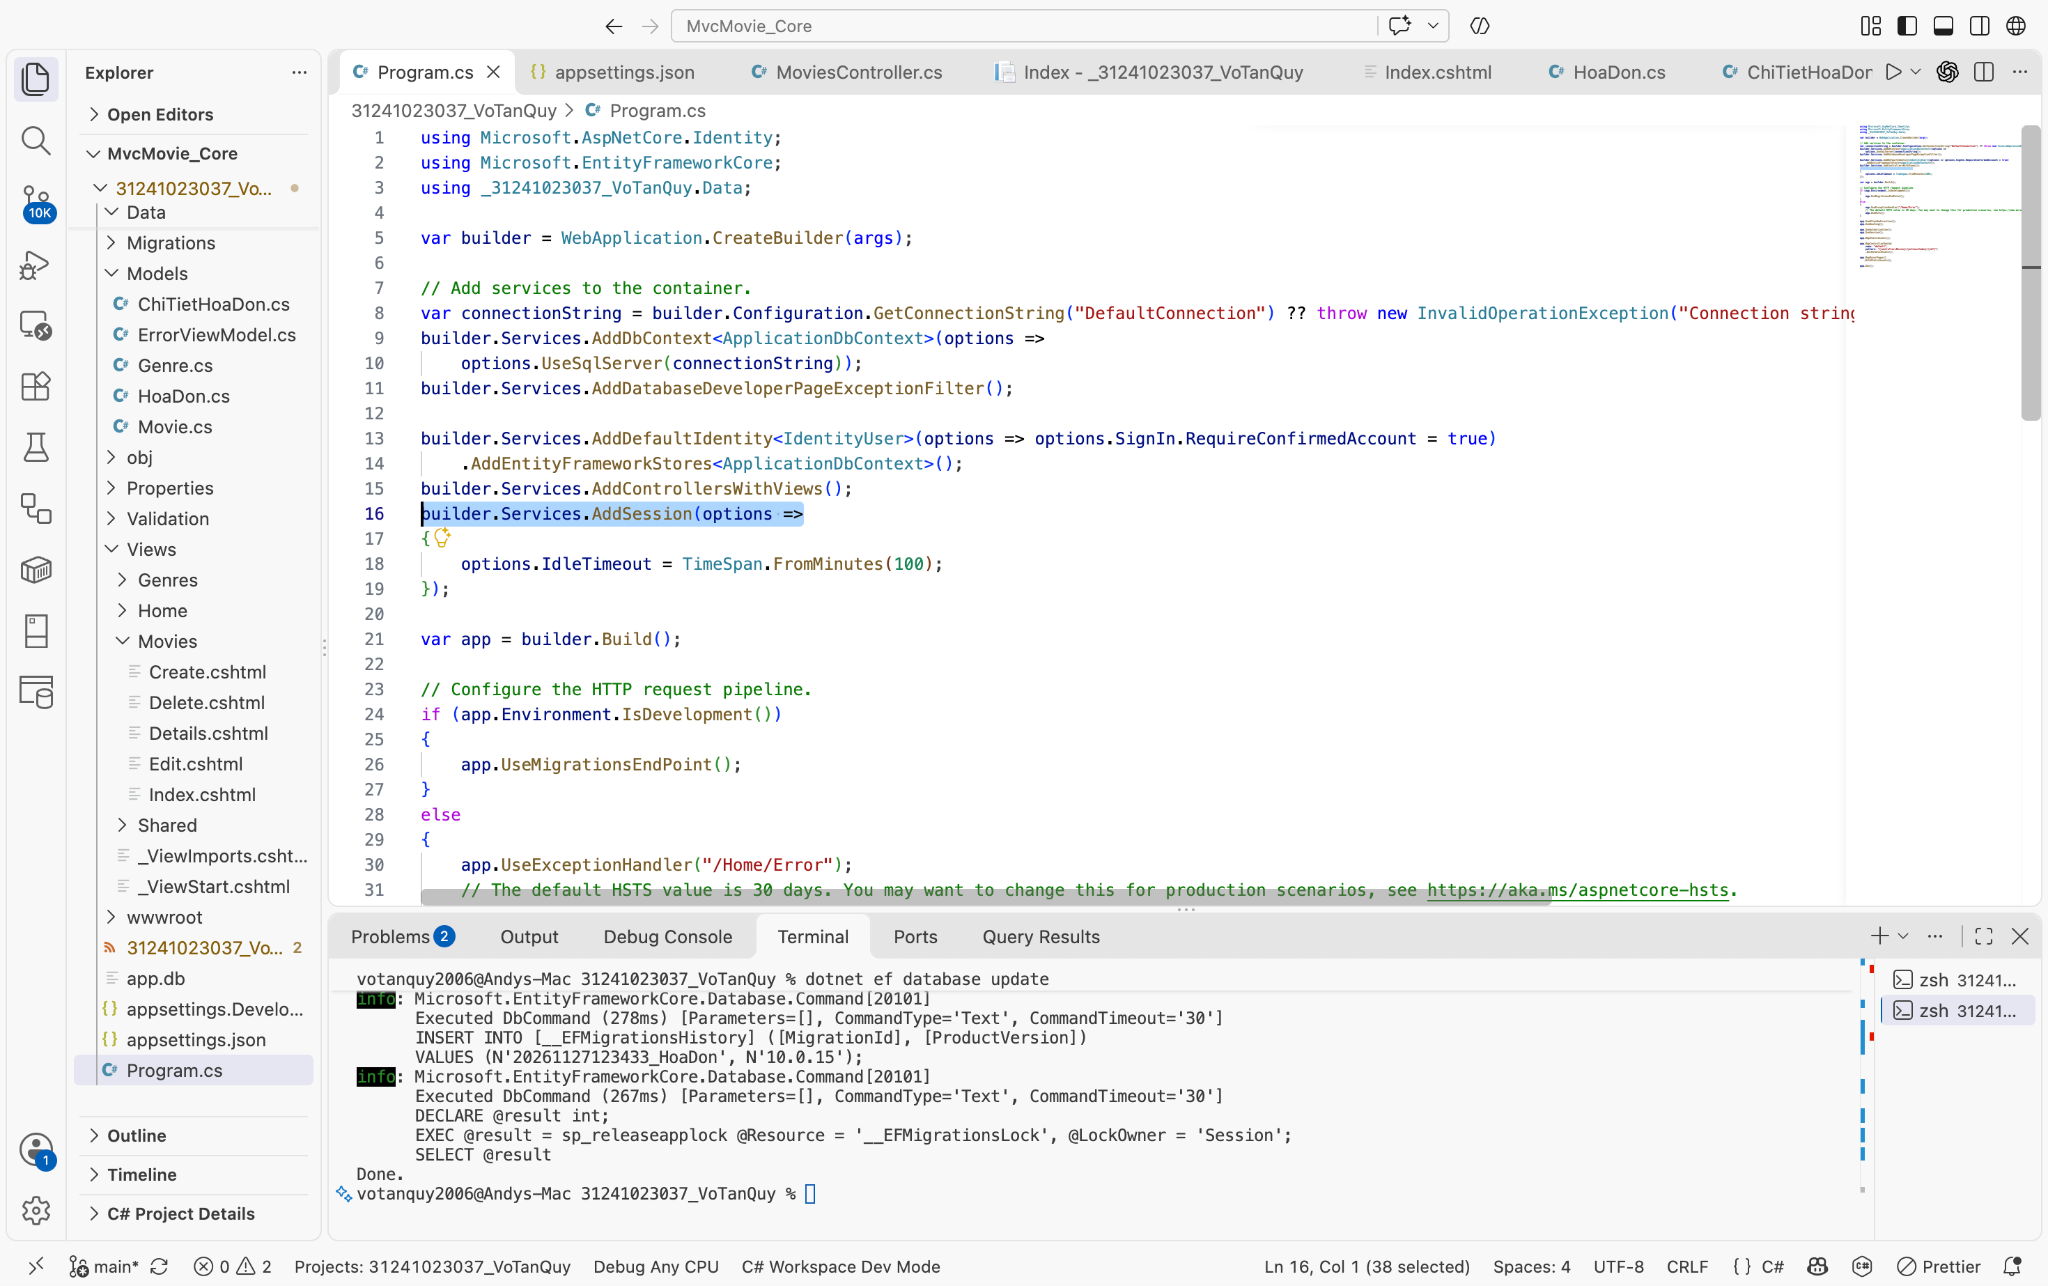 MvcMovie_Core
Explorer
Open Editors
MvcMovie_Core
31241023037_Vo...
Data
Migrations
Models
ChiTietHoaDon.cs
ErrorViewModel.cs
Genre.cs
HoaDon.cs
Movie.cs
obj
Properties
Validation
Views
Genres
Home
Movies
Create.cshtml
Delete.cshtml
Details.cshtml
Edit.cshtml
Index.cshtml
Shared
_ViewImports.csht...
_ViewStart.cshtml
wwwroot
31241023037_Vo... 2
app.db
appsettings.Develo...
appsettings.json
Program.cs
Outline
Timeline
C# Project Details
10K
1
Program.cs appsettings.json MoviesController.cs Index - _31241023037_VoTanQuy Index.cshtml HoaDon.cs ChiTietHoaDon
31241023037_VoTanQuy > Program.cs
1 using Microsoft.AspNetCore.Identity;
2 using Microsoft.EntityFrameworkCore;
3 using _31241023037_VoTanQuy.Data;
4
5 var builder = WebApplication.CreateBuilder(args);
6
7 // Add services to the container.
8 var connectionString = builder.Configuration.GetConnectionString("DefaultConnection") ?? throw new InvalidOperationException("Connection string
9 builder.Services.AddDbContext<ApplicationDbContext>(options =>
10 options.UseSqlServer(connectionString));
11 builder.Services.AddDatabaseDeveloperPageExceptionFilter();
12
13 builder.Services.AddDefaultIdentity<IdentityUser>(options => options.SignIn.RequireConfirmedAccount = true)
14 .AddEntityFrameworkStores<ApplicationDbContext>();
15 builder.Services.AddControllersWithViews();
16 builder.Services.AddSession(options =>
17 {
18 options.IdleTimeout = TimeSpan.FromMinutes(100);
19 });
20
21 var app = builder.Build();
22
23 // Configure the HTTP request pipeline.
24 if (app.Environment.IsDevelopment())
25 {
26 app.UseMigrationsEndPoint();
27 }
28 else
29 {
30 app.UseExceptionHandler("/Home/Error");
31 // The default HSTS value is 30 days. You may want to change this for production scenarios, see https://aka.ms/aspnetcore-hsts.
Problems 2 Output Debug Console Terminal Ports Query Results
votanquy2006@Andys-Mac 31241023037_VoTanQuy % dotnet ef database update
info: Microsoft.EntityFrameworkCore.Database.Command[20101]
Executed DbCommand (278ms) [Parameters=[], CommandType='Text', CommandTimeout='30']
INSERT INTO [__EFMigrationsHistory] ([MigrationId], [ProductVersion])
VALUES (N'20261127123433_HoaDon', N'10.0.15');
info: Microsoft.EntityFrameworkCore.Database.Command[20101]
Executed DbCommand (267ms) [Parameters=[], CommandType='Text', CommandTimeout='30']
DECLARE @result int;
EXEC @result = sp_releaseapplock @Resource = '__EFMigrationsLock', @LockOwner = 'Session';
SELECT @result
Done.
votanquy2006@Andys-Mac 31241023037_VoTanQuy %
zsh 31241...
zsh 31241...
main* 0 2 Projects: 31241023037_VoTanQuy Debug Any CPU C# Workspace Dev Mode Ln 16, Col 1 (38 selected) Spaces: 4 UTF-8 CRLF {} C# Prettier